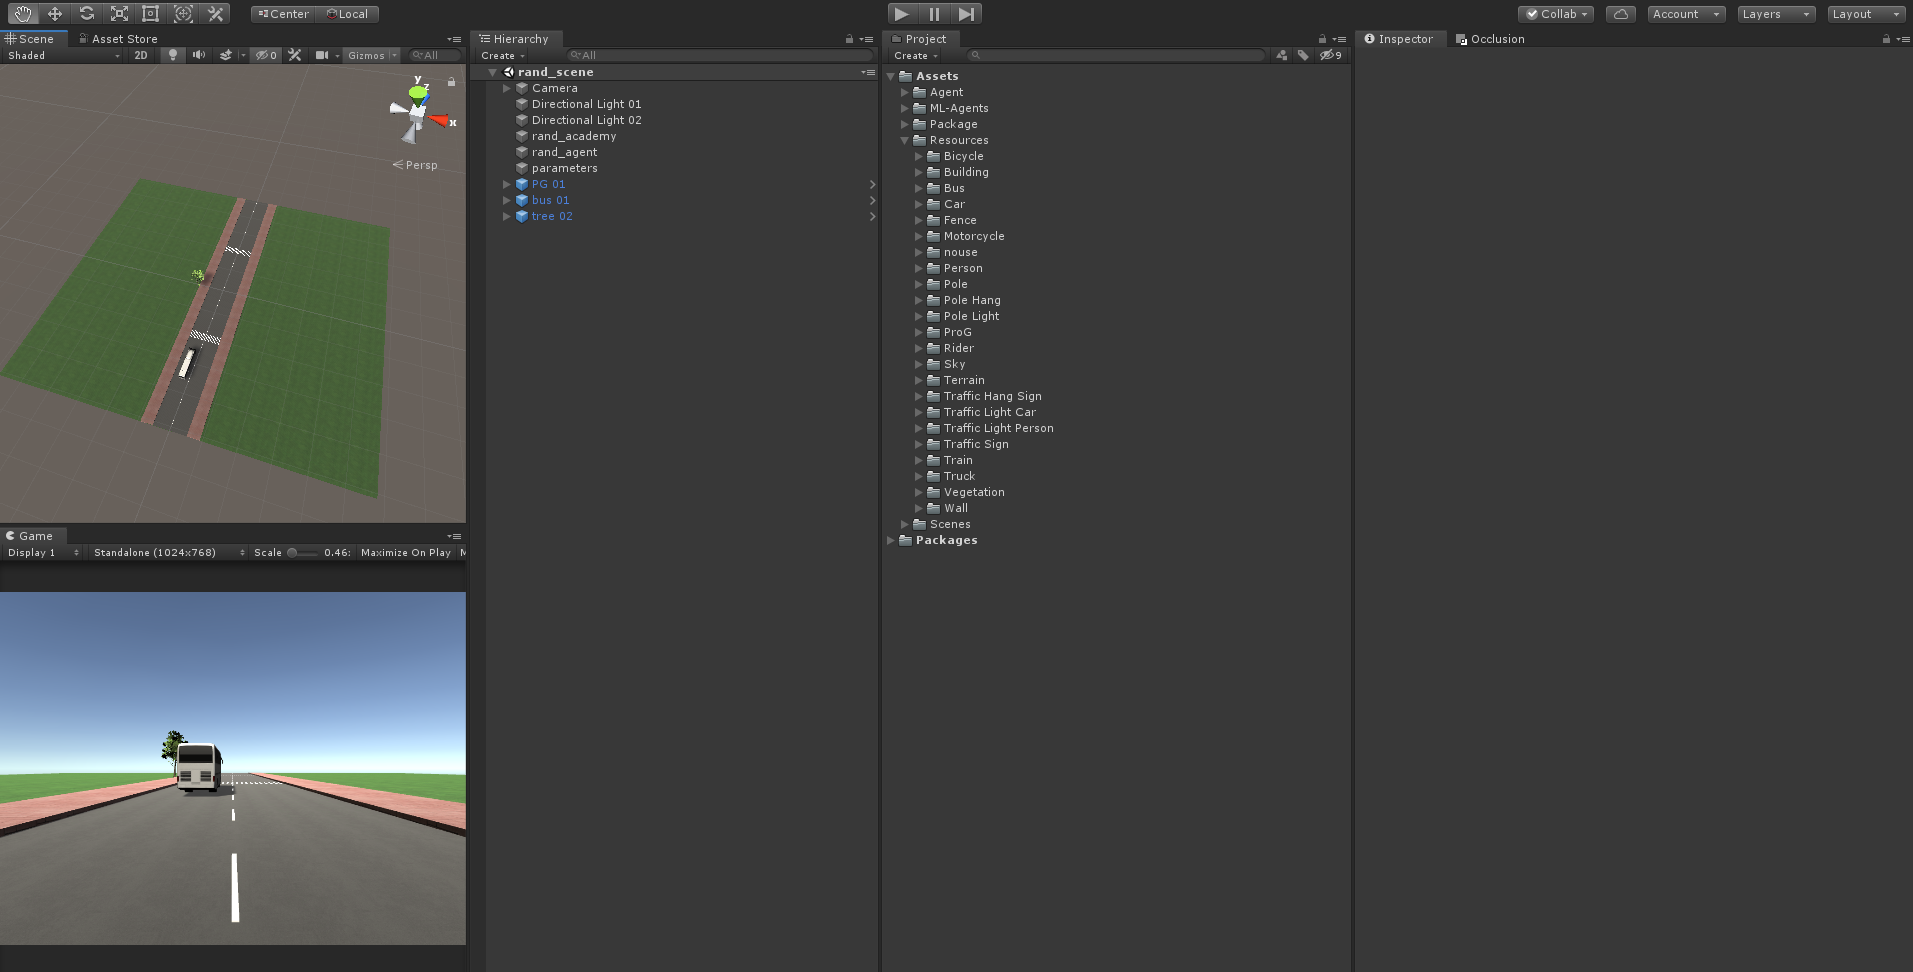 Center Local
Collab Account Layers Layout
Scene Asset Store
Shaded 2D 0 Gizmos All
y
z
x
Persp
Game
Display 1 Standalone (1024x768) Scale 0.46: Maximize On Play M
Hierarchy
Create All
rand_scene
Camera
Directional Light 01
Directional Light 02
rand_academy
rand_agent
parameters
PG 01
bus 01
tree 02
Project
Create 9
Assets
Agent
ML-Agents
Package
Resources
Bicycle
Building
Bus
Car
Fence
Motorcycle
nouse
Person
Pole
Pole Hang
Pole Light
ProG
Rider
Sky
Terrain
Traffic Hang Sign
Traffic Light Car
Traffic Light Person
Traffic Sign
Train
Truck
Vegetation
Wall
Scenes
Packages
Inspector Occlusion